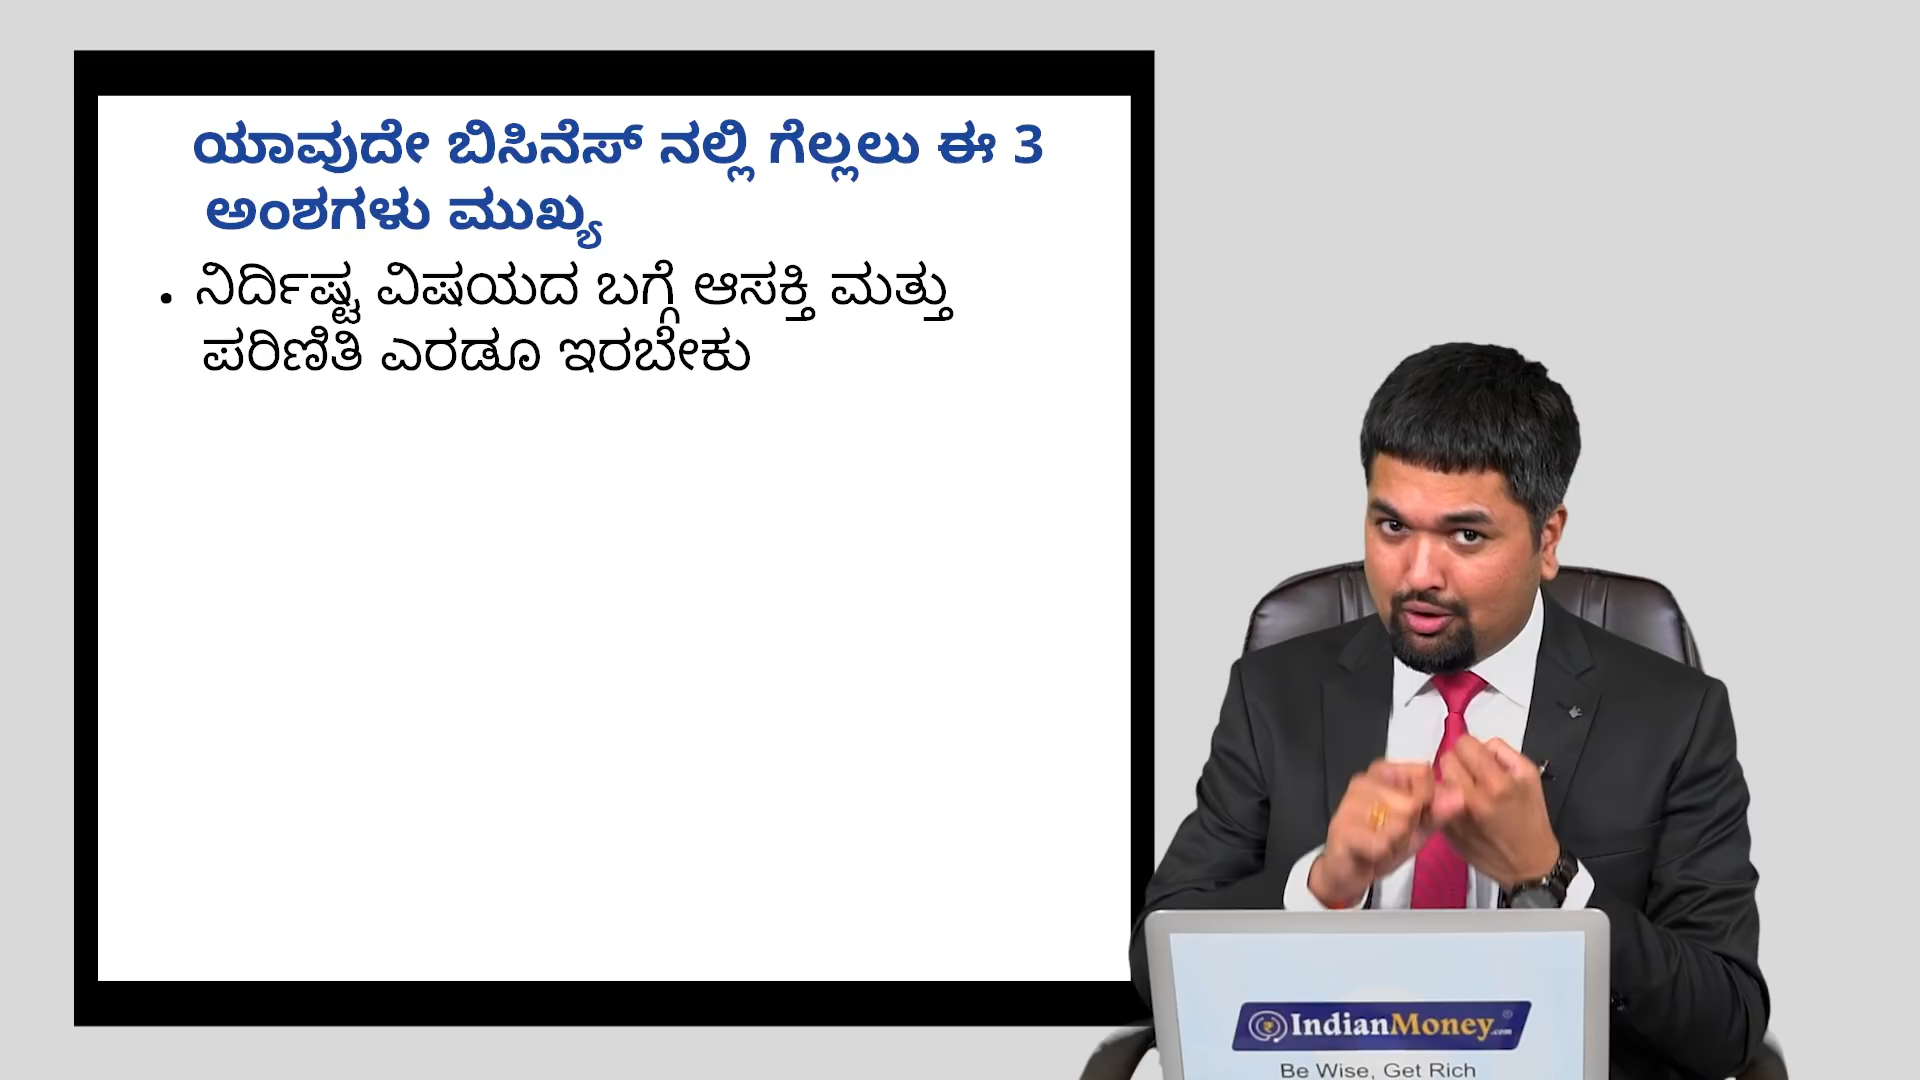 ಯಾವುದೇ ಬಿಸಿನೆಸ್ ನಲ್ಲಿ ಗೆಲ್ಲಲು ಈ 3
ಅಂಶಗಳು ಮುಖ್ಯ
• ನಿರ್ದಿಷ್ಟ ವಿಷಯದ ಬಗ್ಗೆ ಆಸಕ್ತಿ ಮತ್ತು
ಪರಿಣಿತಿ ಎರಡೂ ಇರಬೇಕು
IndianMoney.com
Be Wise, Get Rich